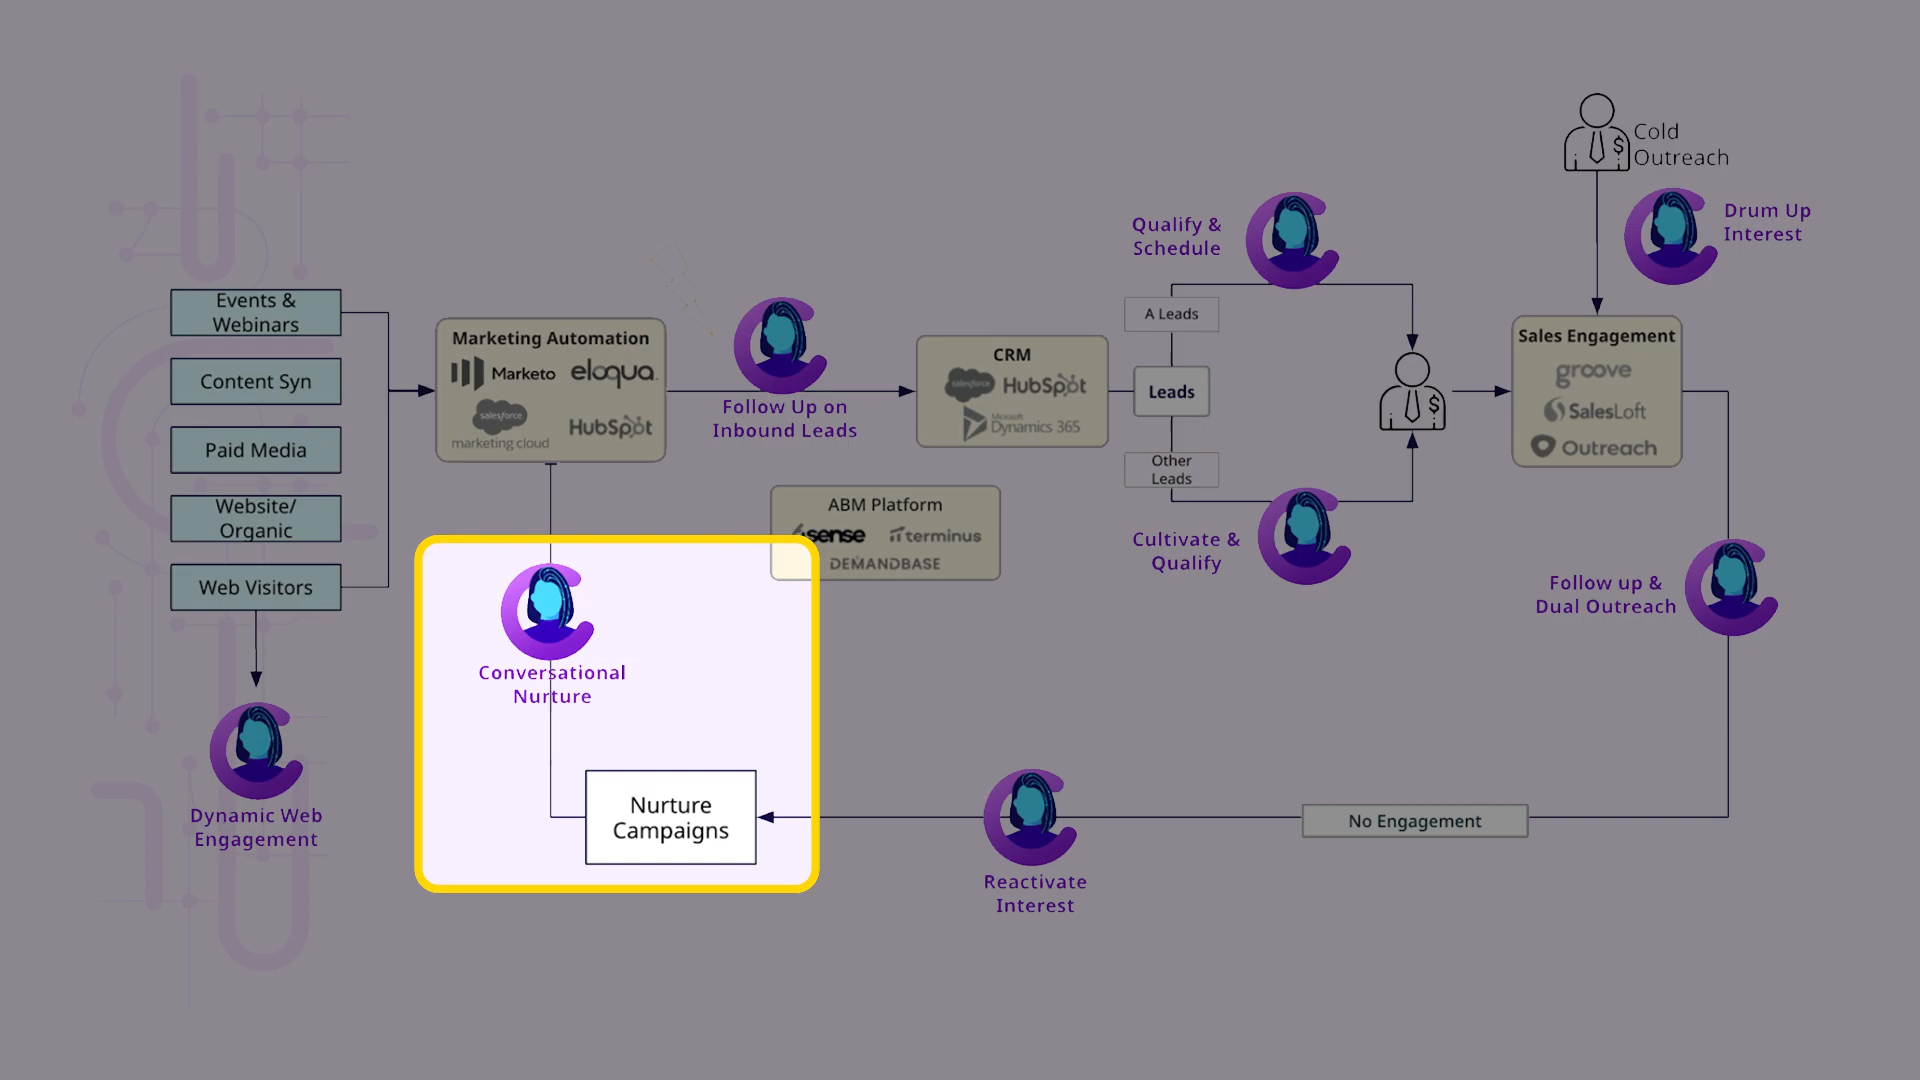 Cold
Outreach
Drum Up
Interest
Qualify &
Schedule
Events &
Webinars
Content Syn
Paid Media
Website/
Organic
Web Visitors
Dynamic Web
Engagement
Marketing Automation
Marketo
eloqua
salesforce
marketing cloud
HubSpot
Follow Up on
Inbound Leads
CRM
salesforce
HubSpot
Microsoft
Dynamics 365
A Leads
Leads
Other
Leads
Cultivate &
Qualify
Sales Engagement
groove
SalesLoft
Outreach
ABM Platform
6sense
terminus
DEMANDBASE
Follow up &
Dual Outreach
Conversational
Nurture
Nurture
Campaigns
Reactivate
Interest
No Engagement